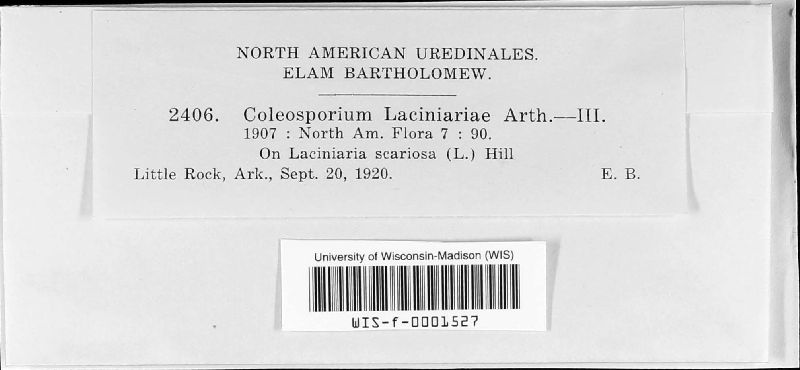 NORTH AMERICAN UREDINALES.
ELAM BARTHOLOMEW.
2406. Coleosporium Laciniariae Arth.—III.
1907 : North Am. Flora 7 : 90.
On Laciniaria scariosa (L.) Hill
Little Rock, Ark., Sept. 20, 1920. E. B.
University of Wisconsin-Madison (WIS)
WIS-f-0001527